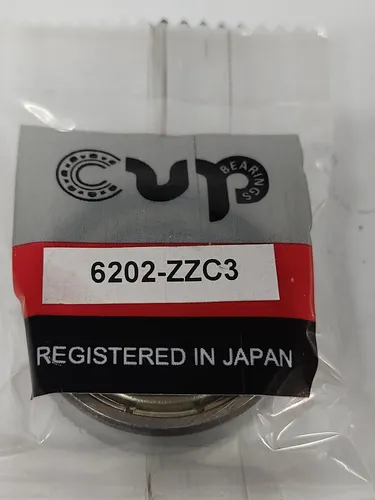 CUP
BEARINGS
6202-ZZC3
REGISTERED IN JAPAN